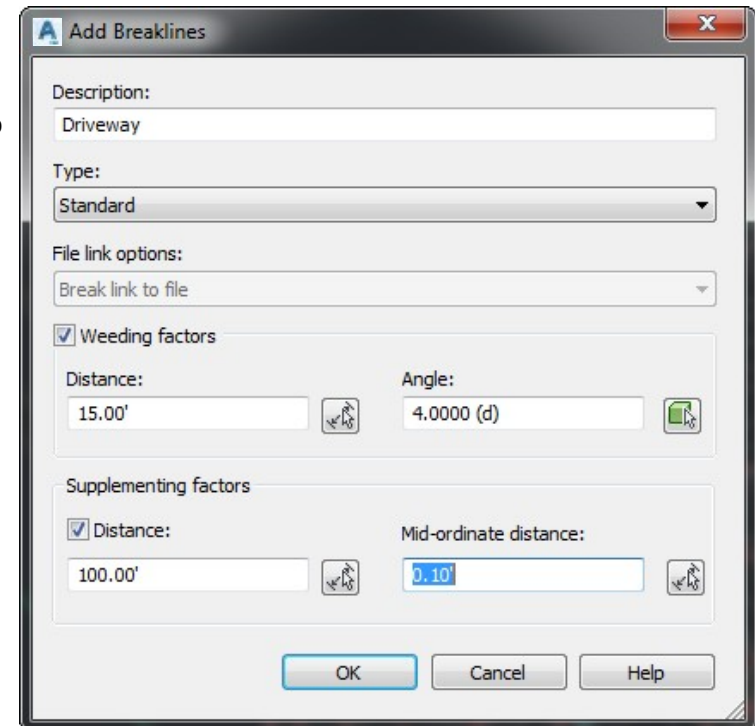 Add Breaklines
Description:
Driveway
Type:
Standard
File link options:
Break link to file
Weeding factors
Distance: Angle:
15.00' 4.0000 (d)
Supplementing factors
Distance: Mid-ordinate distance:
100.00' 0.10'
OK Cancel Help